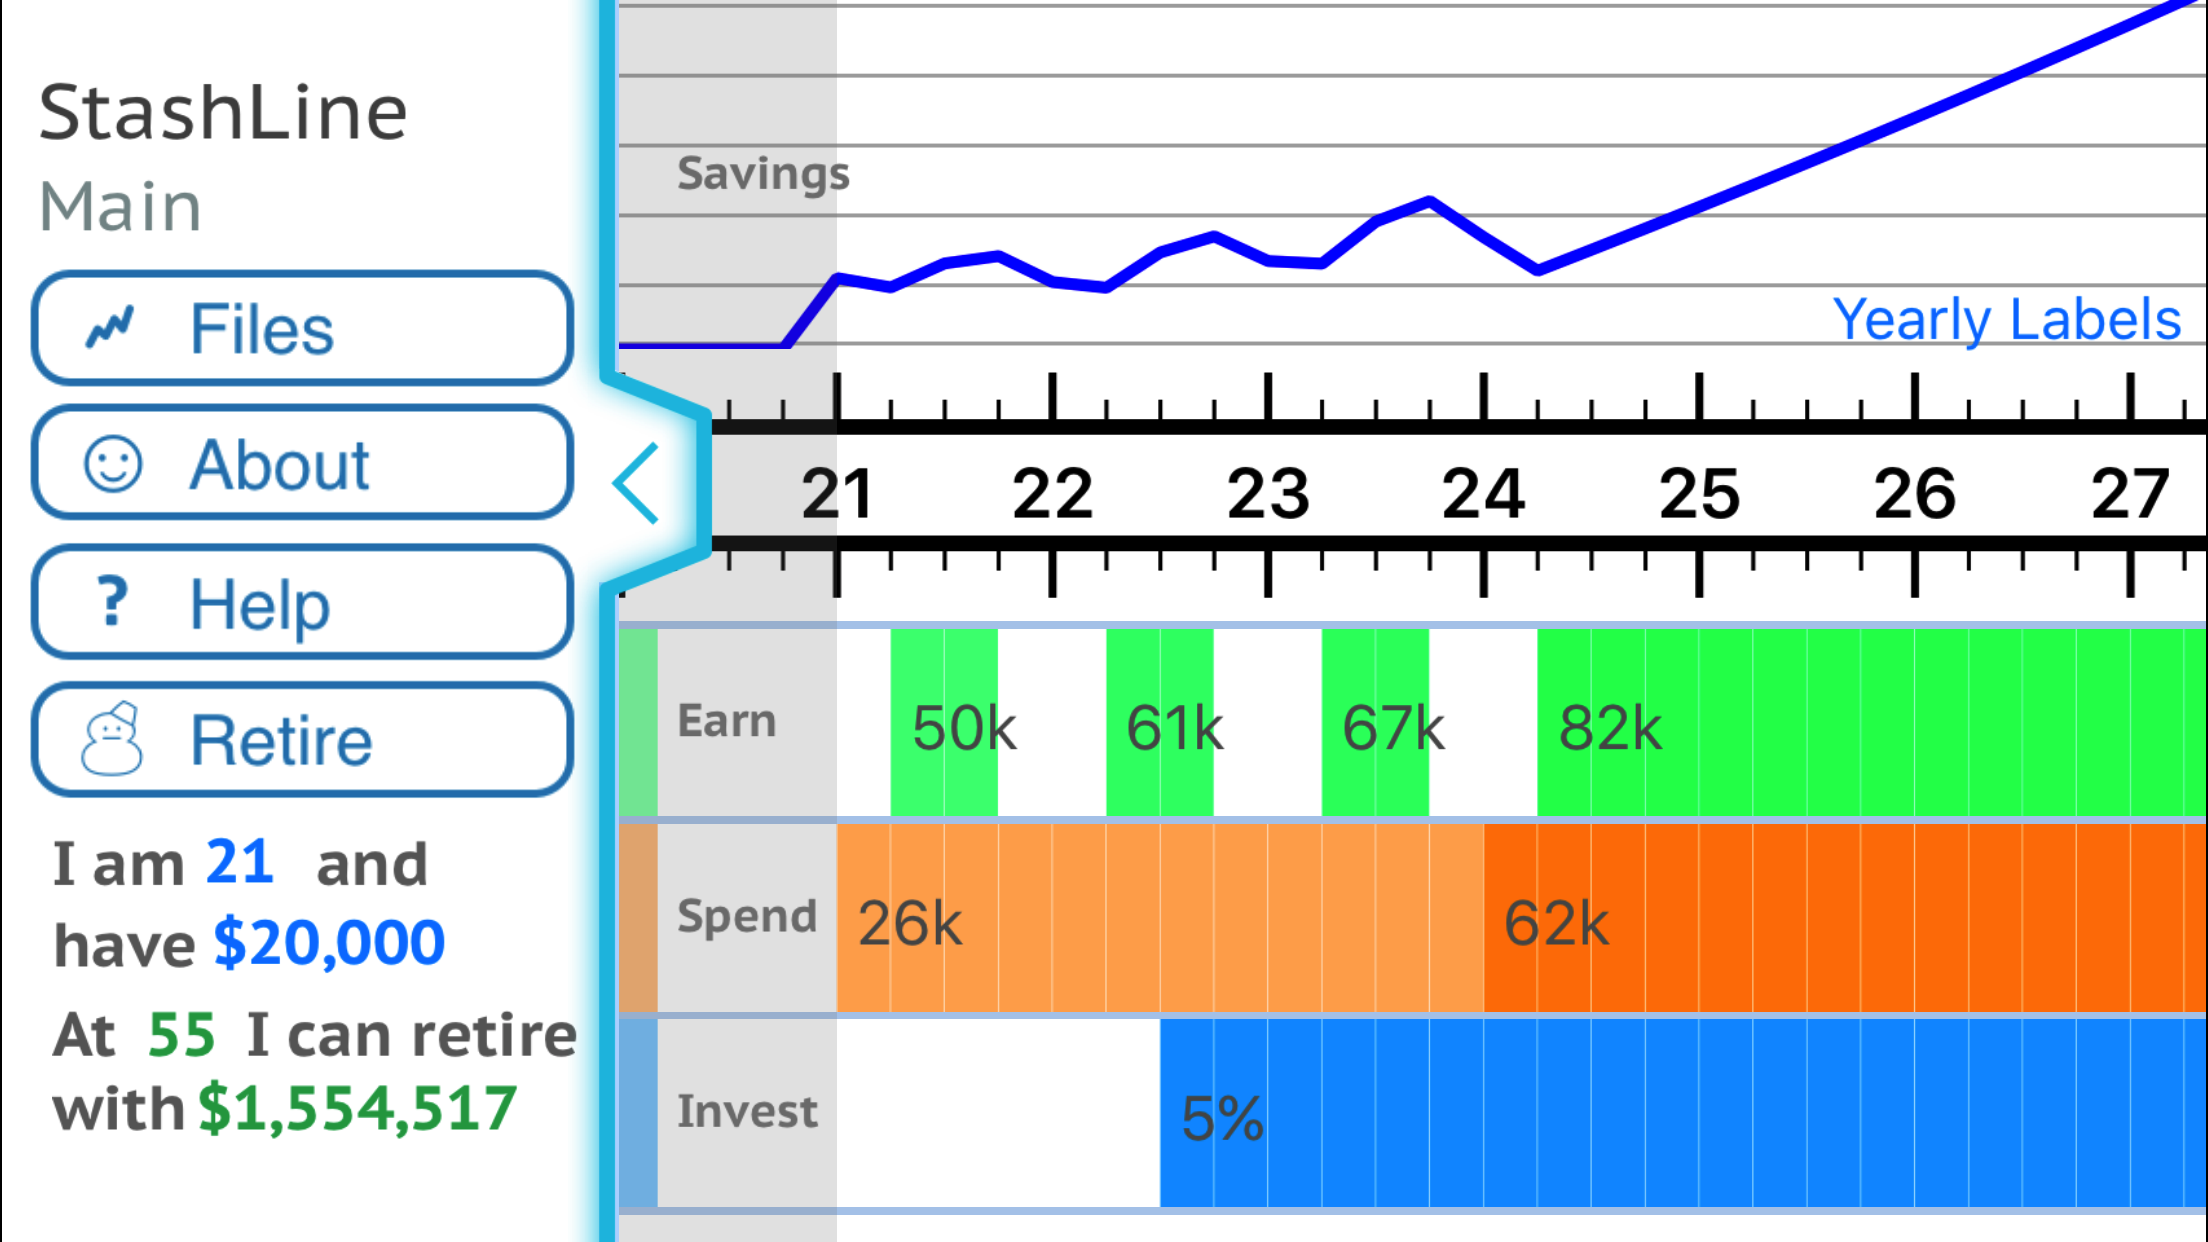 StashLine
Main
Files
About
? Help
Retire
I am 21 and
have $20,000
At 55 I can retire
with $1,554,517
Savings
Yearly Labels
21 22 23 24 25 26 27
Earn 50k 61k 67k 82k
Spend 26k 62k
Invest 5%